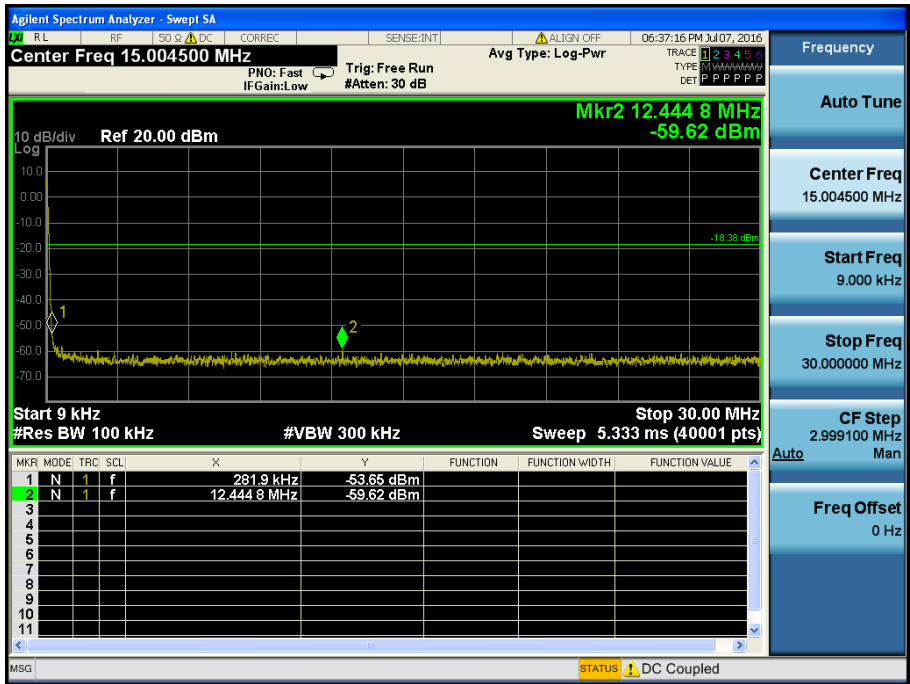 Agilent Spectrum Analyzer - Swept SA
LXI RL RF 50 Ω DC CORREC SENSE:INT ALIGN OFF 06:37:16 PM Jul 07, 2016
Center Freq 15.004500 MHz
PNO: Fast
IFGain:Low
Trig: Free Run
#Atten: 30 dB
Avg Type: Log-Pwr
TRACE 1 2 3 4 5 6
TYPE M W W W W W
DET P P P P P P
Mkr2 12.444 8 MHz
-59.62 dBm
10 dB/div Ref 20.00 dBm
Log
10.0
0.00
-10.0
-20.0
-30.0
-40.0
-50.0
-60.0
-70.0
-18.38 dBm
1
2
Start 9 kHz Stop 30.00 MHz
#Res BW 100 kHz #VBW 300 kHz Sweep 5.333 ms (40001 pts)
MKR MODE TRC SCL X Y FUNCTION FUNCTION WIDTH FUNCTION VALUE
1 N 1 f 281.9 kHz -53.65 dBm
2 N 1 f 12.444 8 MHz -59.62 dBm
3
4
5
6
7
8
9
10
11
MSG STATUS DC Coupled
Frequency
Auto Tune
Center Freq
15.004500 MHz
Start Freq
9.000 kHz
Stop Freq
30.000000 MHz
CF Step
2.999100 MHz
Auto Man
Freq Offset
0 Hz